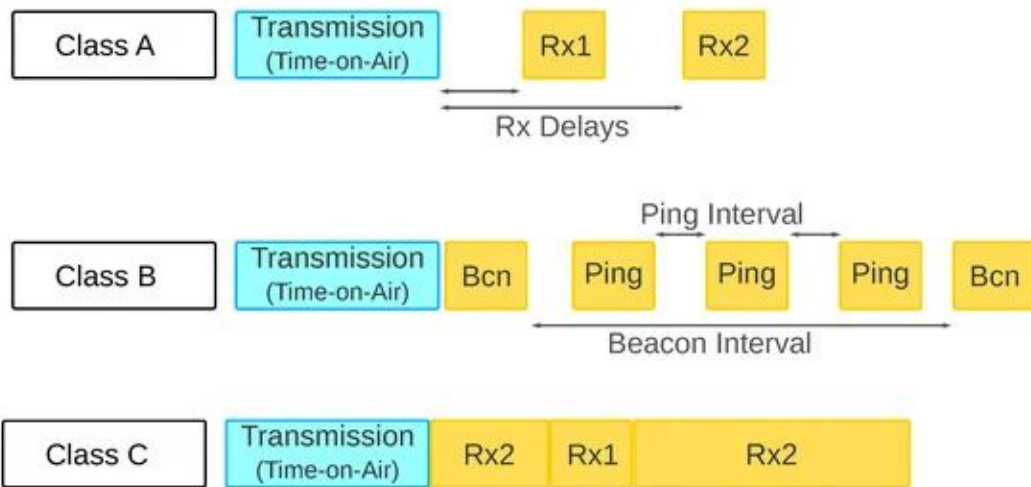 Class A
Transmission
(Time-on-Air)
Rx1
Rx2
Rx Delays
Ping Interval
Class B
Transmission
(Time-on-Air)
Bcn
Ping
Ping
Ping
Bcn
Beacon Interval
Class C
Transmission
(Time-on-Air)
Rx2
Rx1
Rx2